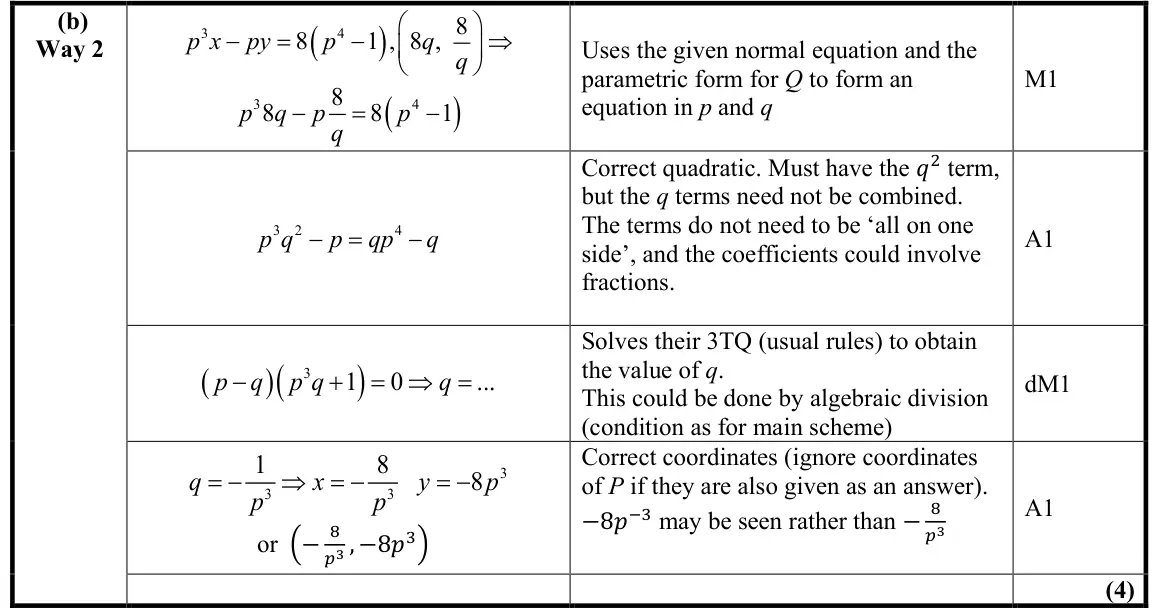 (b)
Way 2
p³x − py = 8(p⁴ − 1), (8q, 8/q) ⇒
p³8q − p 8/q = 8(p⁴ − 1)
Uses the given normal equation and the
parametric form for Q to form an
equation in p and q
M1
p³q² − p = qp⁴ − q
Correct quadratic. Must have the q² term,
but the q terms need not be combined.
The terms do not need to be ‘all on one
side’, and the coefficients could involve
fractions.
A1
(p − q)(p³q + 1) = 0 ⇒ q = ...
Solves their 3TQ (usual rules) to obtain
the value of q.
This could be done by algebraic division
(condition as for main scheme)
dM1
q = − 1/p³ ⇒ x = − 8/p³ y = −8p³
or (− 8/p³, −8p³)
Correct coordinates (ignore coordinates
of P if they are also given as an answer).
−8p⁻³ may be seen rather than − 8/p³
A1
(4)